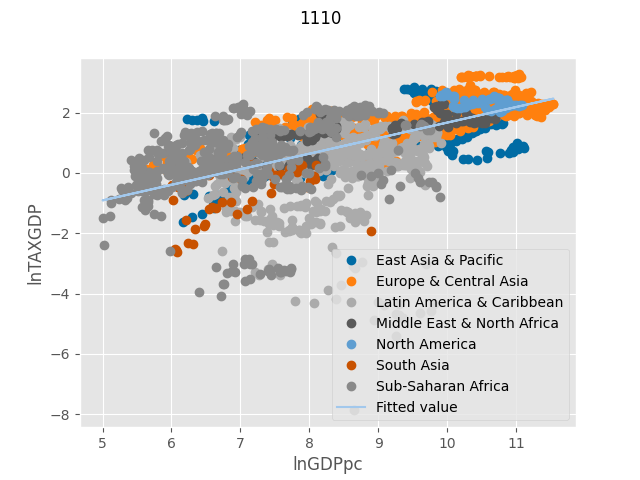 1110
lnTAXGDP
2
0
−2
−4
−6
−8
East Asia & Pacific
Europe & Central Asia
Latin America & Caribbean
Middle East & North Africa
North America
South Asia
Sub-Saharan Africa
Fitted value
5 6 7 8 9 10 11
lnGDPpc